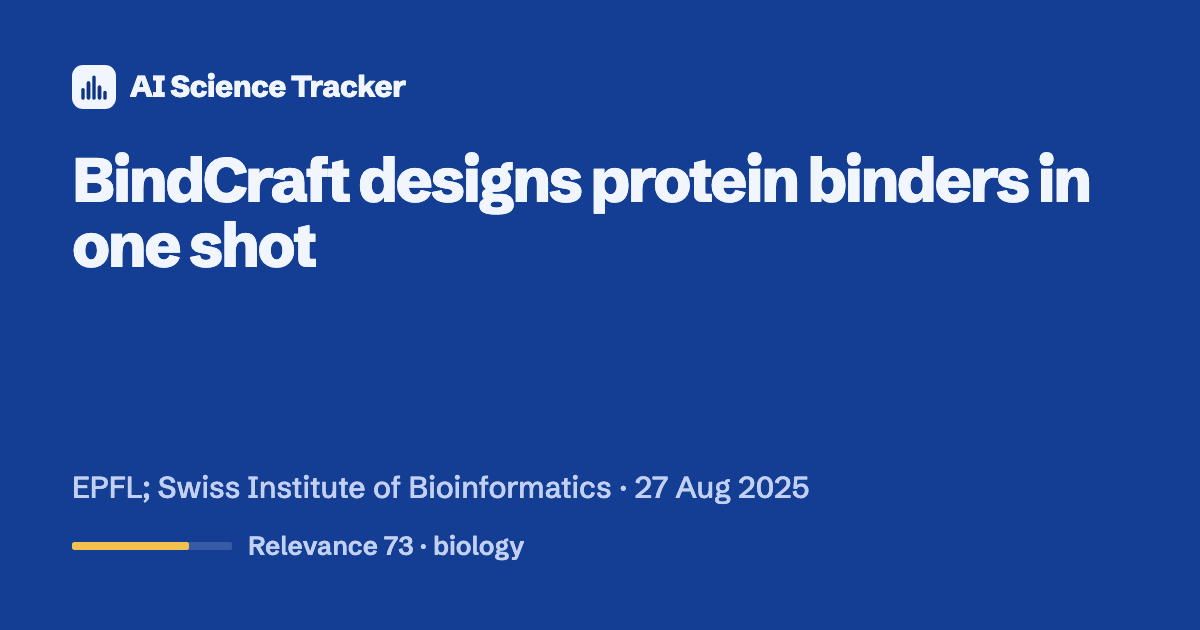 AI Science Tracker
BindCraft designs protein binders in
one shot
EPFL; Swiss Institute of Bioinformatics · 27 Aug 2025
Relevance 73 · biology